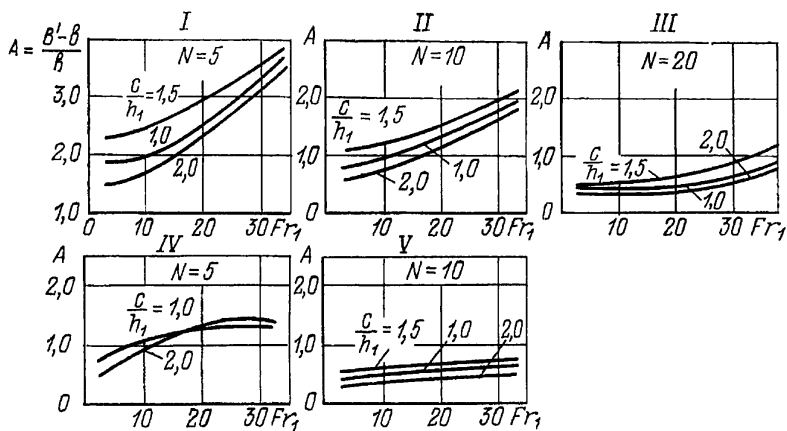 I
A = (в'-в)/в
N=5
3,0
2,0
1,0
C/h₁=1,5
1,0
2,0
0 10 20 30 Fr₁
II
A
N=10
2,0
1,0
0
C/h₁=1,5
1,0
2,0
10 20 30 Fr₁
III
A
N=20
2,0
1,0
0
C/h₁=1,5
2,0
1,0
10 20 30 Fr₁
IV
A
N=5
2,0
1,0
0
C/h₁=1,0
2,0
10 20 30 Fr₁
V
A
N=10
2,0
1,0
0
C/h₁=1,5
1,0
2,0
10 20 30 Fr₁